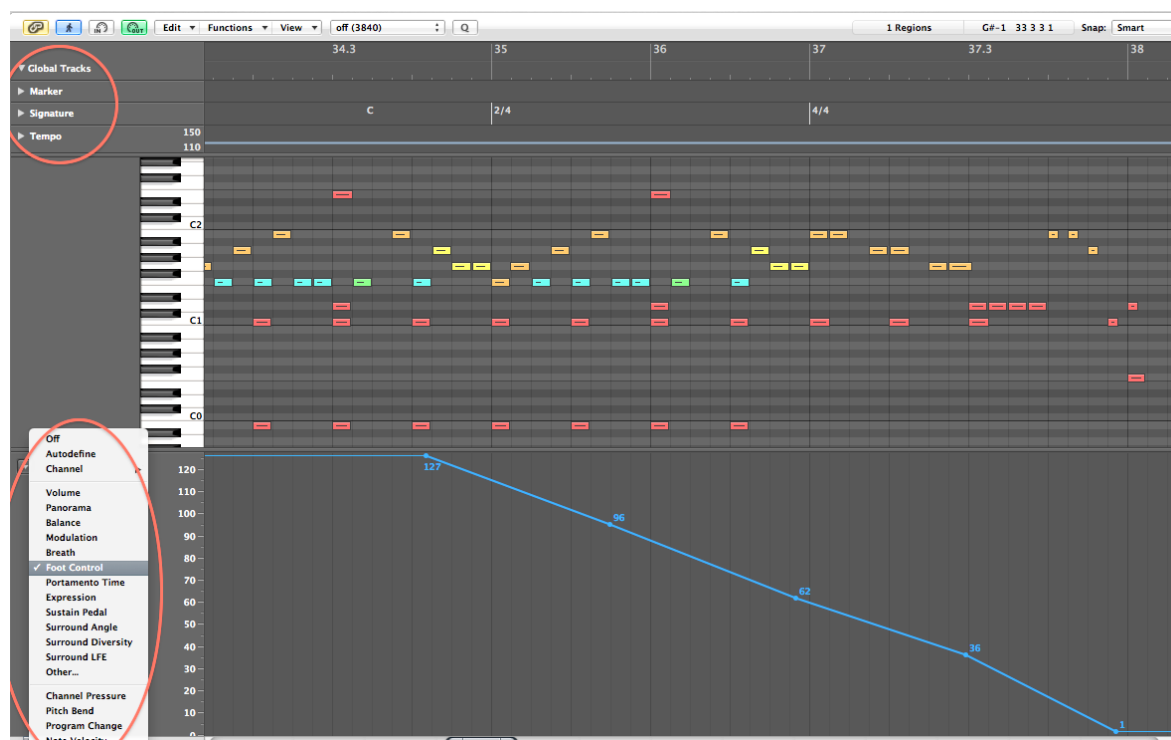 IN OUT Edit Functions View off (3840) Q 1 Regions G#-1 33 3 3 1 Snap: Smart
34.3 35 36 37 37.3 38
Global Tracks
Marker
Signature C 2/4 4/4
Tempo 150
110
C2
C1
C0
Off
Autodefine
Channel
Volume
Panorama
Balance
Modulation
Breath
✓ Foot Control
Portamento Time
Expression
Sustain Pedal
Surround Angle
Surround Diversity
Surround LFE
Other...
Channel Pressure
Pitch Bend
Program Change
Note Velocity
120
110
100
90
80
70
60
50
40
30
20
10
0
127
96
62
36
1